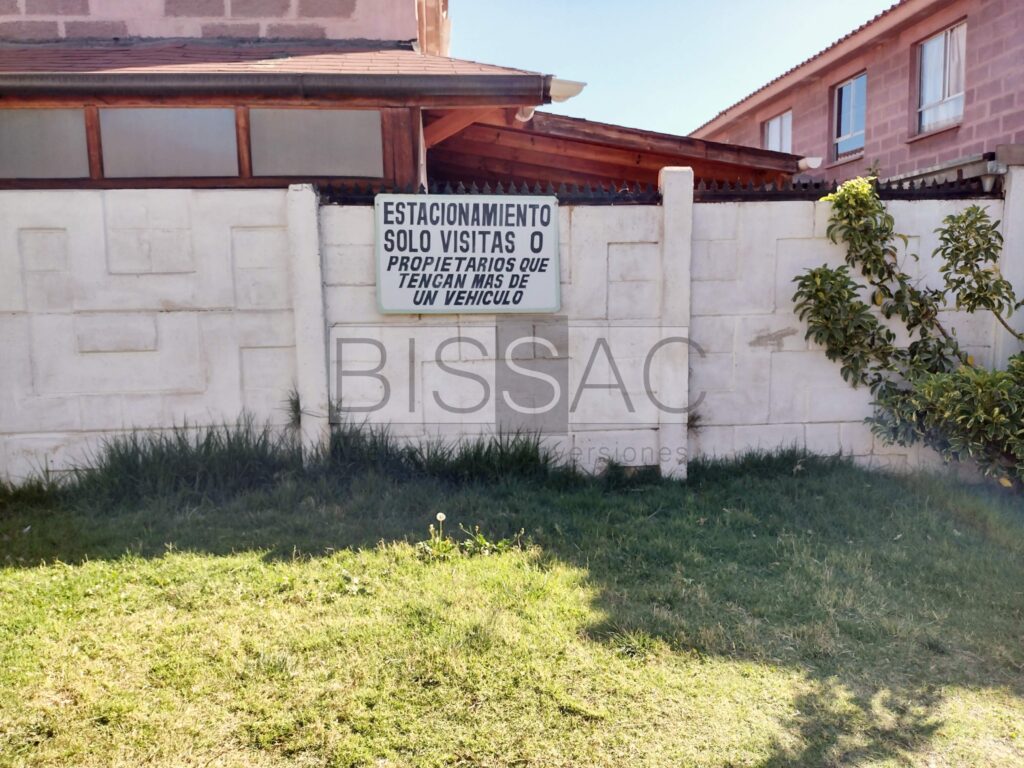 ESTACIONAMIENTO
SOLO VISITAS O
PROPIETARIOS QUE
TENGAN MAS DE
UN VEHICULO
BISSAC